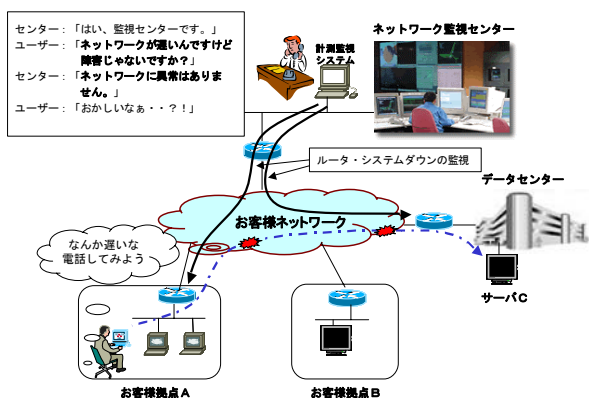 センター：「はい、監視センターです。」
ユーザー：「ネットワークが遅いんですけど
障害じゃないですか？」
センター：「ネットワークに異常はありま
せん。」
ユーザー：「おかしいなぁ・・？！」
計測監視
システム
ネットワーク監視センター
ルータ・システムダウンの監視
データセンター
お客様ネットワーク
なんか遅いな
電話してみよう
サーバＣ
お客様拠点Ａ
お客様拠点Ｂ